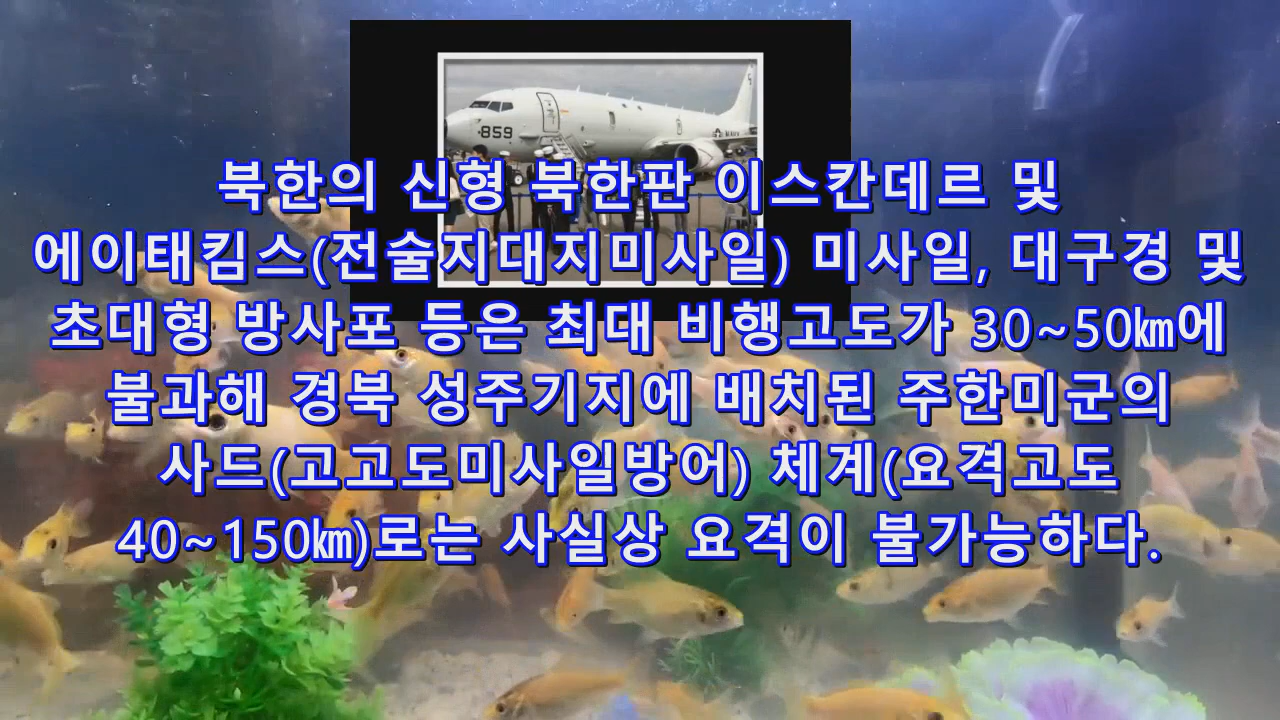 859
북한의 신형 북한판 이스칸데르 및
에이태킴스(전술지대지미사일) 미사일, 대구경 및
초대형 방사포 등은 최대 비행고도가 30~50㎞에
불과해 경북 성주기지에 배치된 주한미군의
사드(고고도미사일방어) 체계(요격고도
40~150㎞)로는 사실상 요격이 불가능하다.